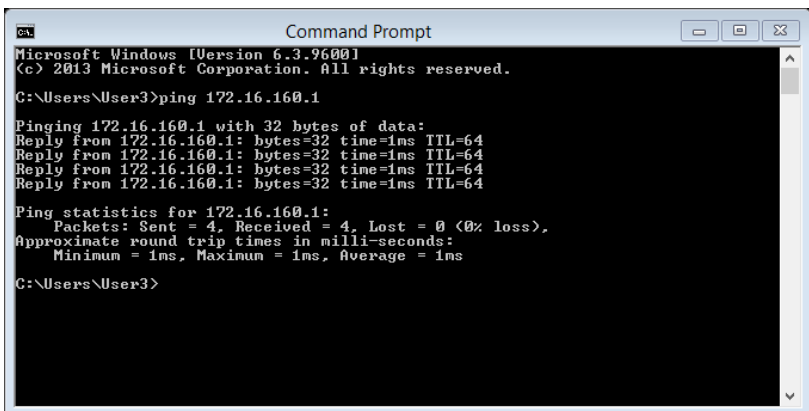 Command Prompt
Microsoft Windows [Version 6.3.9600]
(c) 2013 Microsoft Corporation. All rights reserved.
C:\Users\User3>ping 172.16.160.1
Pinging 172.16.160.1 with 32 bytes of data:
Reply from 172.16.160.1: bytes=32 time=1ms TTL=64
Reply from 172.16.160.1: bytes=32 time=1ms TTL=64
Reply from 172.16.160.1: bytes=32 time=1ms TTL=64
Reply from 172.16.160.1: bytes=32 time=1ms TTL=64
Ping statistics for 172.16.160.1:
    Packets: Sent = 4, Received = 4, Lost = 0 (0% loss),
Approximate round trip times in milli-seconds:
    Minimum = 1ms, Maximum = 1ms, Average = 1ms
C:\Users\User3>